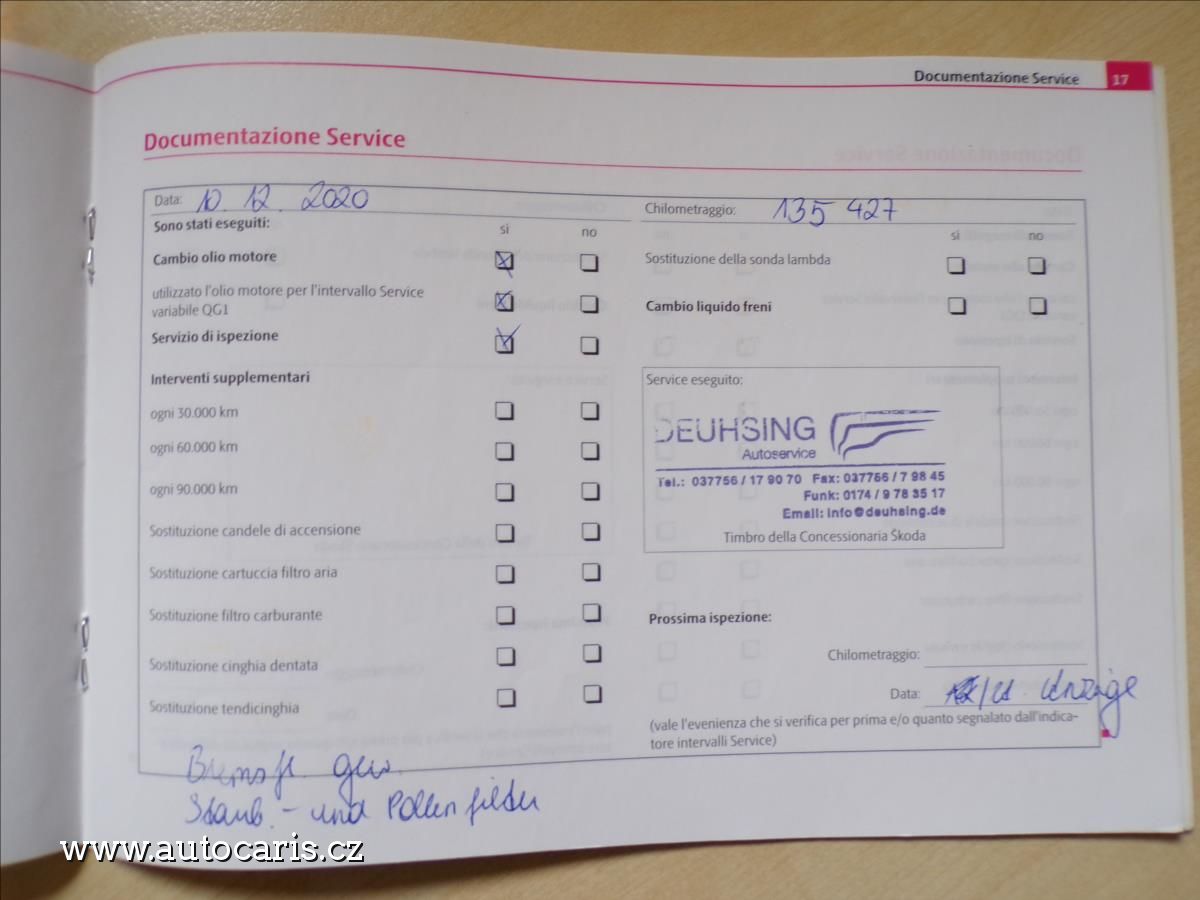 Documentazione Service 17
Documentazione Service
Data: 10. 12. 2020
Chilometraggio: 135 427
Sono stati eseguiti:
si no
Cambio olio motore
utilizzato l'olio motore per l'intervallo Service
variabile QG1
Servizio di ispezione
Interventi supplementari
ogni 30.000 km
ogni 60.000 km
ogni 90.000 km
Sostituzione candele di accensione
Sostituzione cartuccia filtro aria
Sostituzione filtro carburante
Sostituzione cinghia dentata
Sostituzione tendicinghia
si no
Sostituzione della sonda lambda
Cambio liquido freni
Service eseguito:
DEUHSING
Autoservice
Tel.: 037756 / 17 90 70 Fax: 037756 / 7 98 45
Funk: 0174 / 9 78 35 17
Email: info@deuhsing.de
Timbro della Concessionaria Škoda
Prossima ispezione:
Chilometraggio:
Data: Anzeige
(vale l'evenienza che si verifica per prima e/o quanto segnalato dall'indica-
tore intervalli Service)
Bremsfl. gew.
Staub- und Pollenfilter
www.autocaris.cz